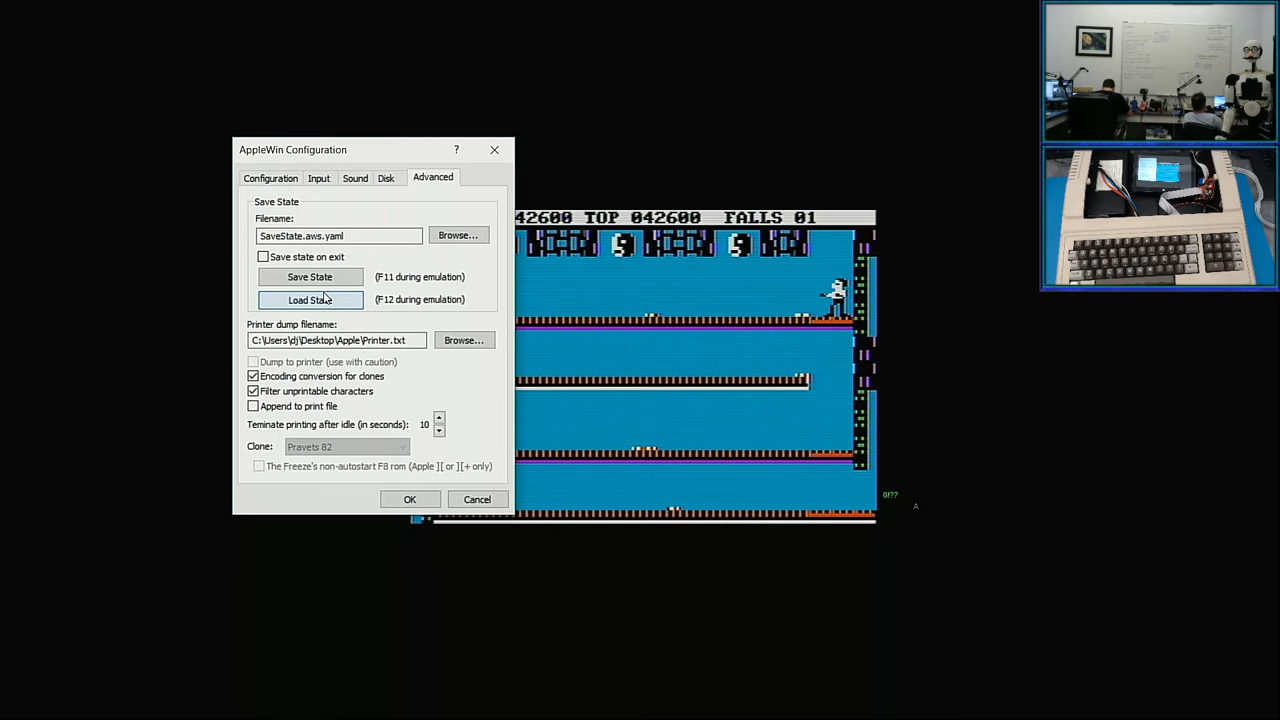 AppleWin Configuration
?
Configuration Input Sound Disk Advanced
Save State
Filename:
SaveState.aws.yaml Browse...
Save state on exit
Save State (F11 during emulation)
Load State (F12 during emulation)
Printer dump filename:
C:\Users\dj\Desktop\Apple\Printer.txt Browse...
Dump to printer (use with caution)
Encoding conversion for clones
Filter unprintable characters
Append to print file
Teminate printing after idle (in seconds): 10
Clone: Pravets 82
The Freeze's non-autostart F8 rom (Apple ][ or ][+ only)
OK Cancel
42600 TOP 042600 FALLS 01
A